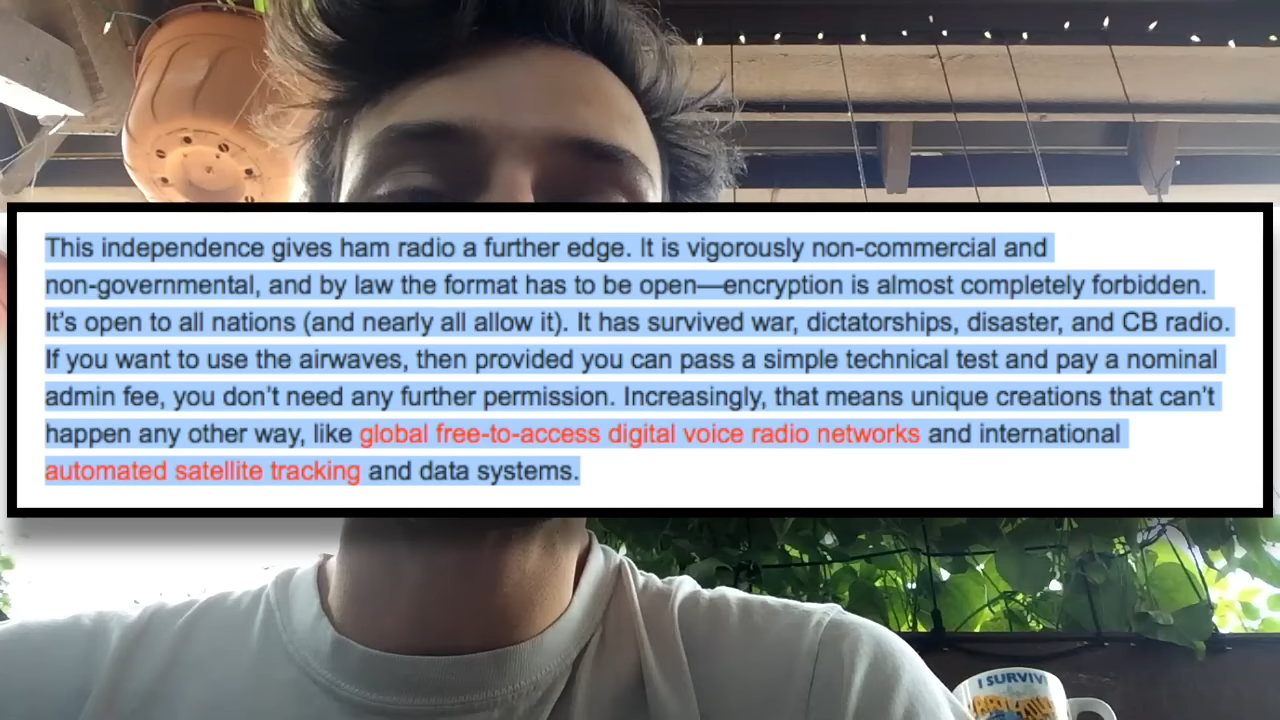 This independence gives ham radio a further edge. It is vigorously non-commercial and
non-governmental, and by law the format has to be open—encryption is almost completely forbidden.
It's open to all nations (and nearly all allow it). It has survived war, dictatorships, disaster, and CB radio.
If you want to use the airwaves, then provided you can pass a simple technical test and pay a nominal
admin fee, you don't need any further permission. Increasingly, that means unique creations that can't
happen any other way, like global free-to-access digital voice radio networks and international
automated satellite tracking and data systems.
I